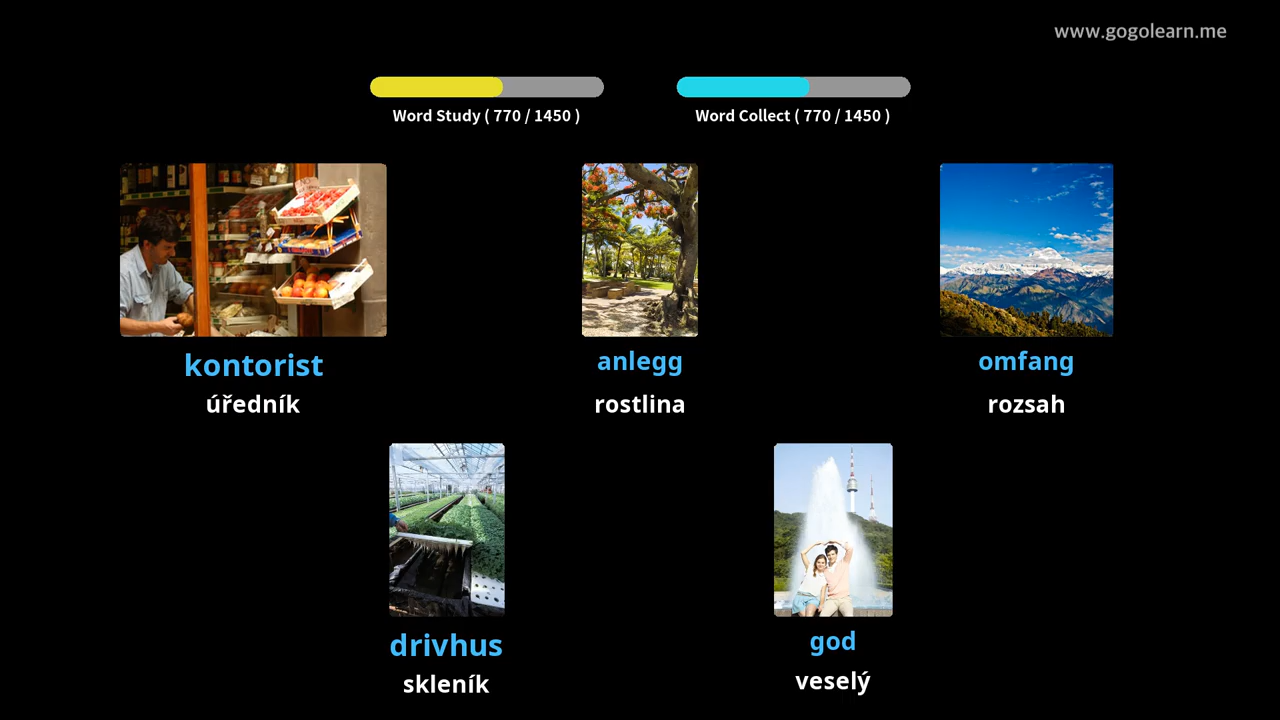 www.gogolearn.me
Word Study ( 770 / 1450 )
Word Collect ( 770 / 1450 )
kontorist
úředník
anlegg
rostlina
omfang
rozsah
drivhus
skleník
god
veselý